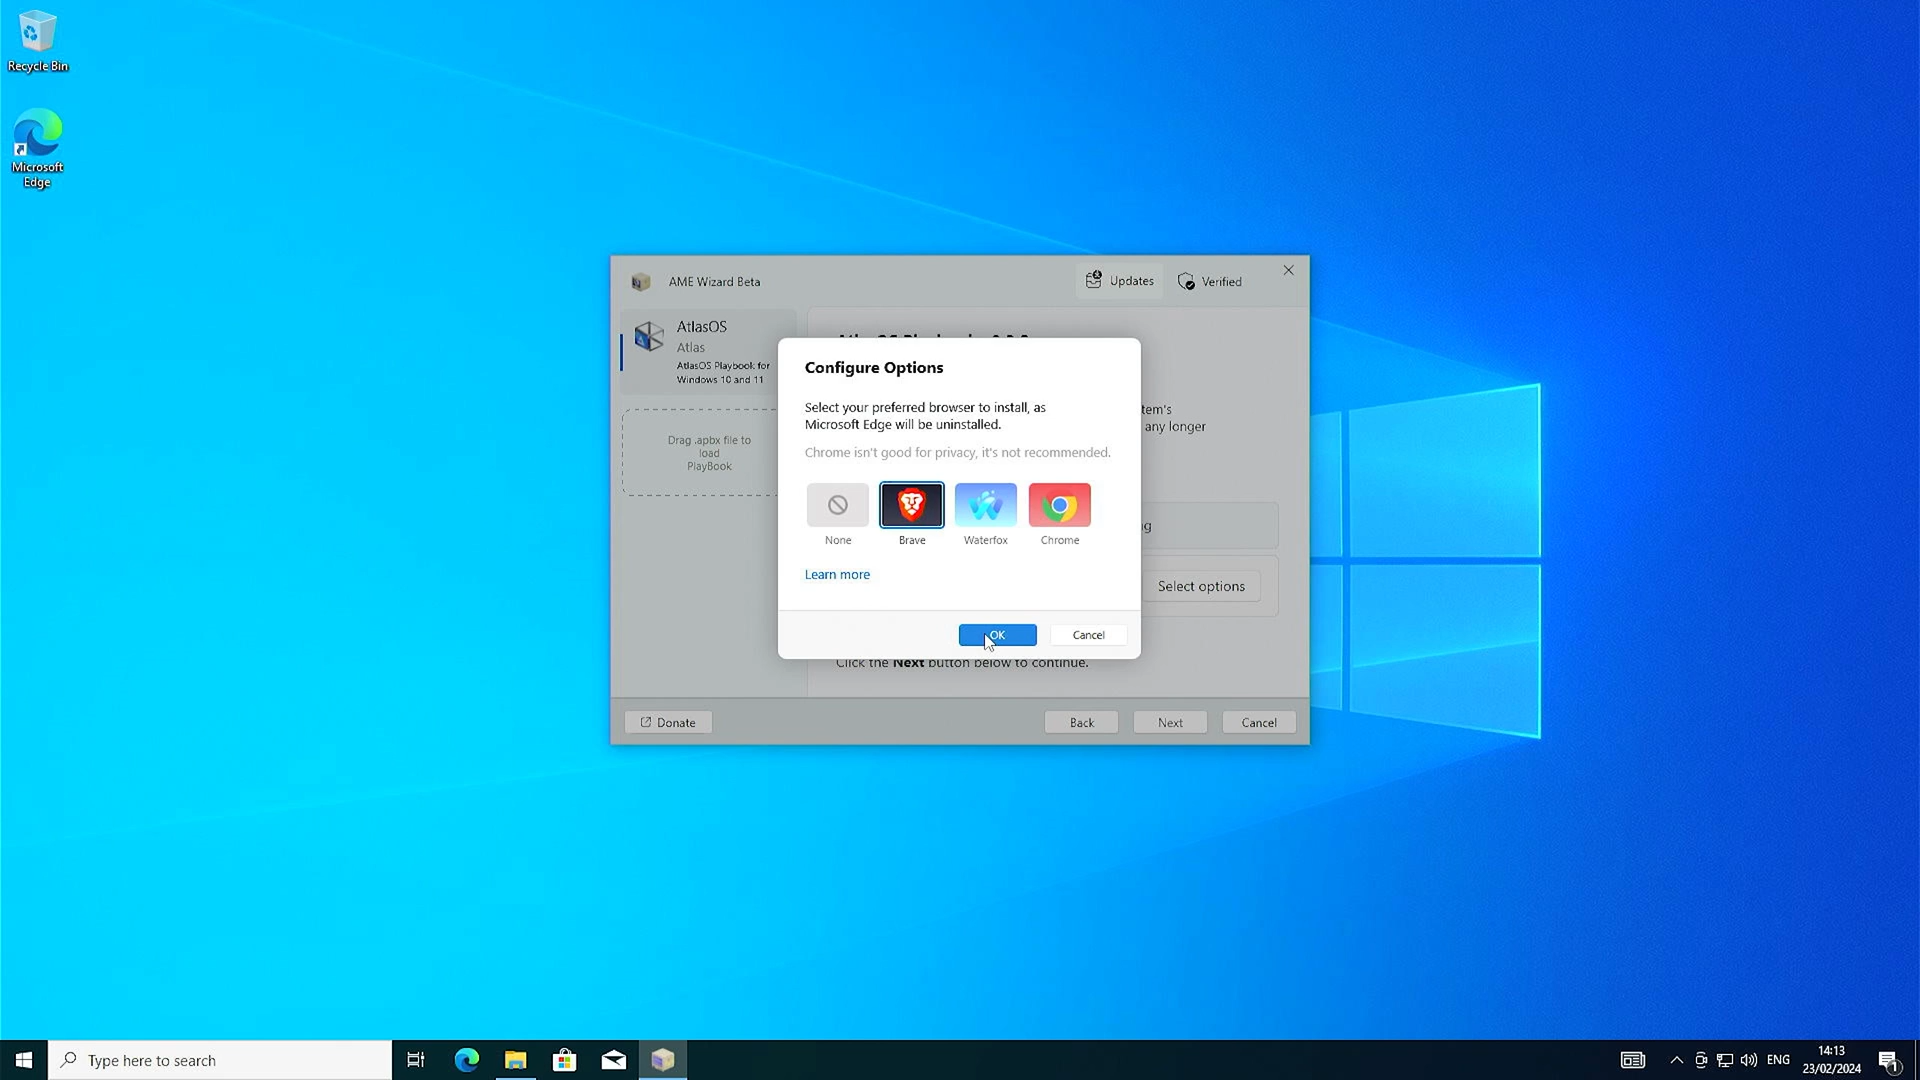 Recycle Bin
Microsoft
Edge
AME Wizard Beta
Updates
Verified
AtlasOS
Atlas
AtlasOS Playbook for
Windows 10 and 11
Drag .apbx file to
load
PlayBook
Configure Options
Select your preferred browser to install, as
Microsoft Edge will be uninstalled.
Chrome isn't good for privacy, it's not recommended.
None
Brave
Waterfox
Chrome
Learn more
OK
Cancel
tem's
any longer
Select options
Click the Next button below to continue.
Donate
Back
Next
Cancel
Type here to search
ENG
14:13
23/02/2024
1